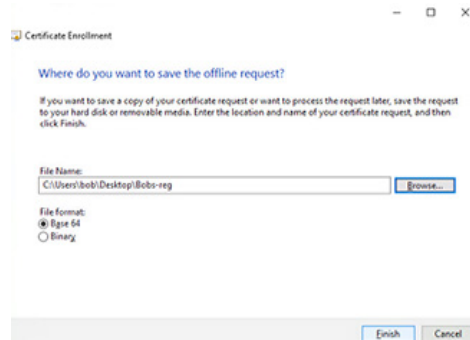 Certificate Enrollment
Where do you want to save the offline request?
If you want to save a copy of your certificate request or want to process the request later, save the request
to your hard disk or removable media. Enter the location and name of your certificate request, and then
click Finish.
File Name:
C:\Users\bob\Desktop\Bobs-reg
Browse...
File format:
Base 64
Binary
Finish Cancel